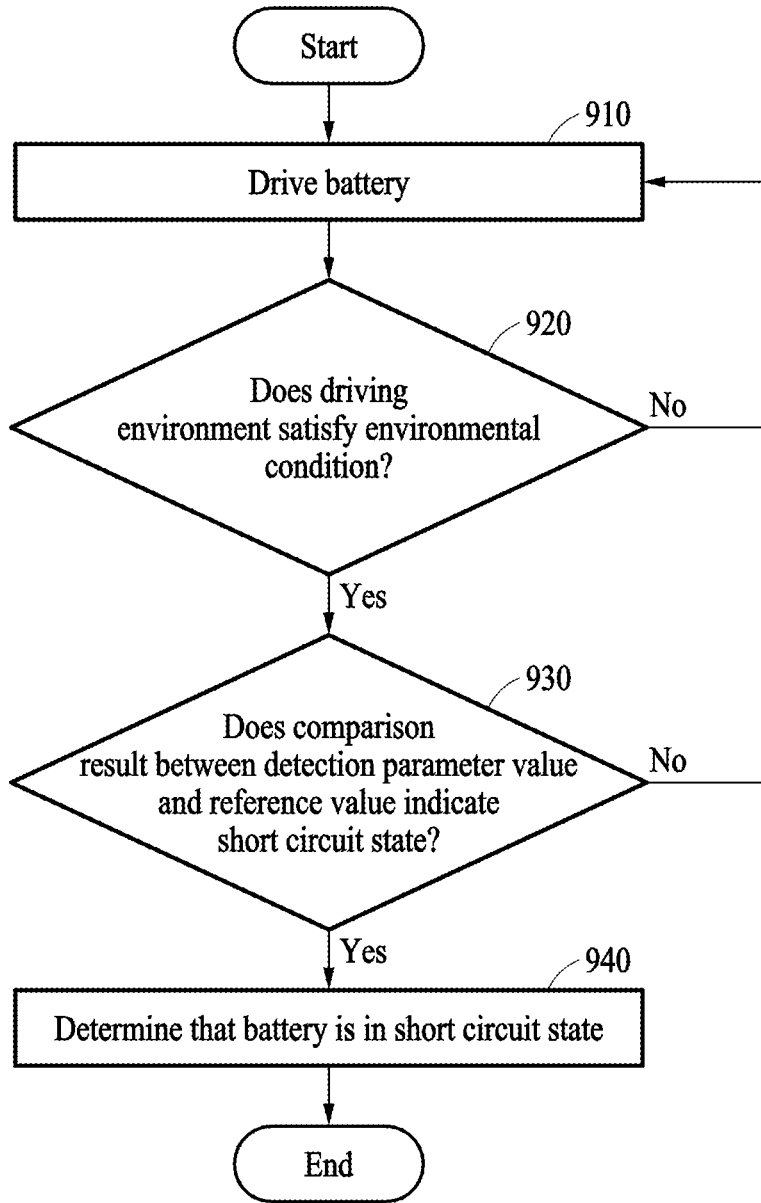 Start
910
Drive battery
920
Does driving
environment satisfy environmental
condition?
No
Yes
930
Does comparison
result between detection parameter value
and reference value indicate
short circuit state?
No
Yes
940
Determine that battery is in short circuit state
End